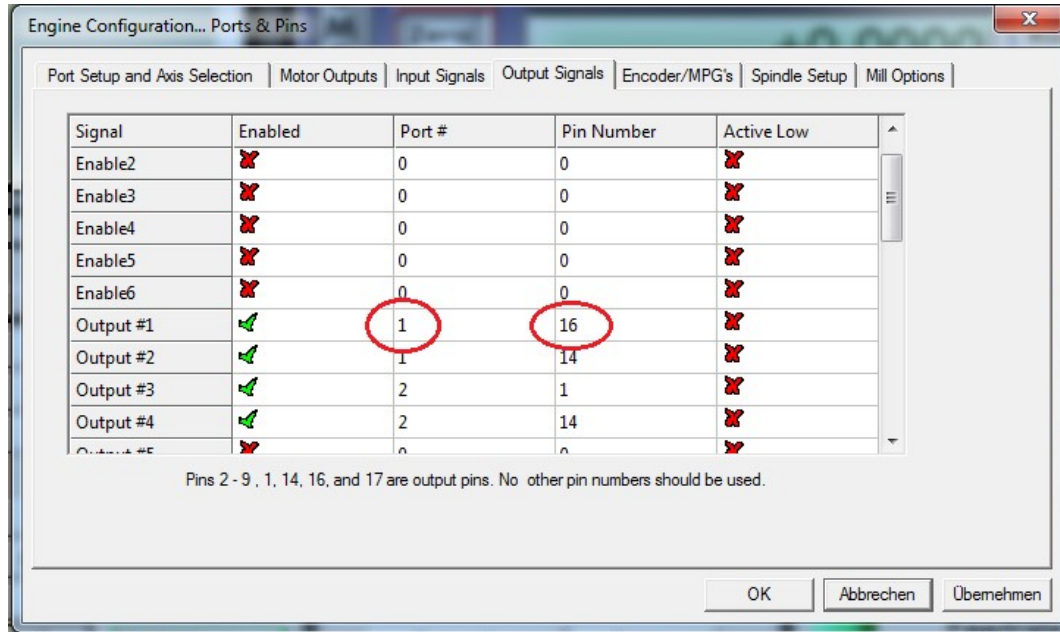 Engine Configuration... Ports & Pins
Port Setup and Axis Selection Motor Outputs Input Signals Output Signals Encoder/MPG's Spindle Setup Mill Options
Signal Enabled Port # Pin Number Active Low
Enable2 0 0
Enable3 0 0
Enable4 0 0
Enable5 0 0
Enable6 0 0
Output #1 1 16
Output #2 1 14
Output #3 2 1
Output #4 2 14
Output #5 0 0
Pins 2 - 9 , 1, 14, 16, and 17 are output pins. No other pin numbers should be used.
OK Abbrechen Übernehmen